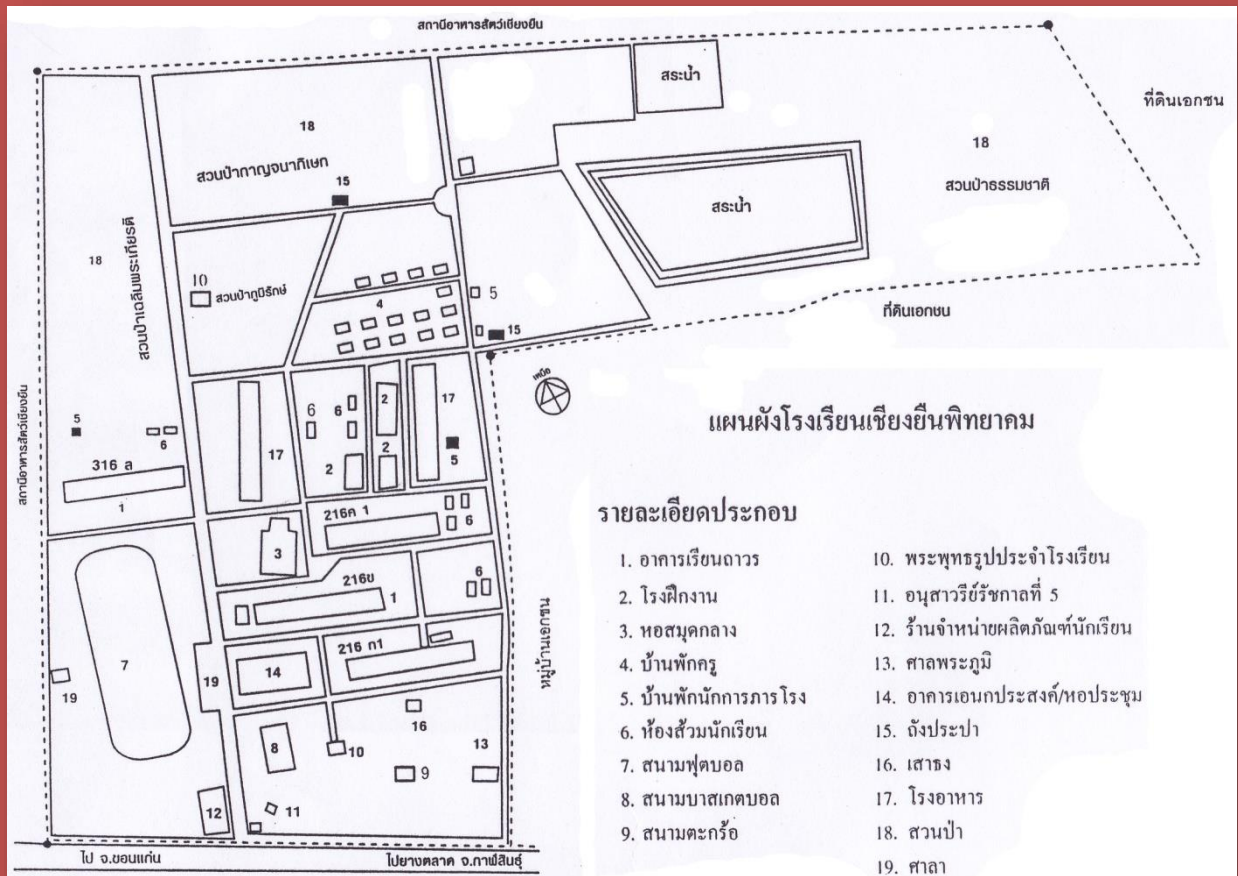 สถานีอาหารสัตว์เชียงยืน
สระน้ำ
ที่ดินเอกชน
18
18
สวนป่ากาญจนาภิเษก
สวนป่าธรรมชาติ
15
สระน้ำ
18
สวนป่าเฉลิมพระเกียรติ
10
สวนป่าภูมิรักษ์
4
5
15
ที่ดินเอกชน
เหนือ
สถานีอาหารสัตว์เชียงยืน
5
6
316 ล
1
17
6
6
2
2
2
17
5
แผนผังโรงเรียนเชียงยืนพิทยาคม
216ค 1
6
3
216ข
1
6
หมู่บ้านเอกชน
7
19
19
14
216 ก1
16
8
10
9
13
12
11
ไป จ.ขอนแก่น
ไปยางตลาด จ.กาฬสินธุ์
รายละเอียดประกอบ
1. อาคารเรียนถาวร
2. โรงฝึกงาน
3. หอสมุดกลาง
4. บ้านพักครู
5. บ้านพักนักการภารโรง
6. ห้องส้วมนักเรียน
7. สนามฟุตบอล
8. สนามบาสเกตบอล
9. สนามตะกร้อ
10. พระพุทธรูปประจำโรงเรียน
11. อนุสาวรีย์รัชกาลที่ 5
12. ร้านจำหน่ายผลิตภัณฑ์นักเรียน
13. ศาลพระภูมิ
14. อาคารเอนกประสงค์/หอประชุม
15. ถังประปา
16. เสาธง
17. โรงอาหาร
18. สวนป่า
19. ศาลา